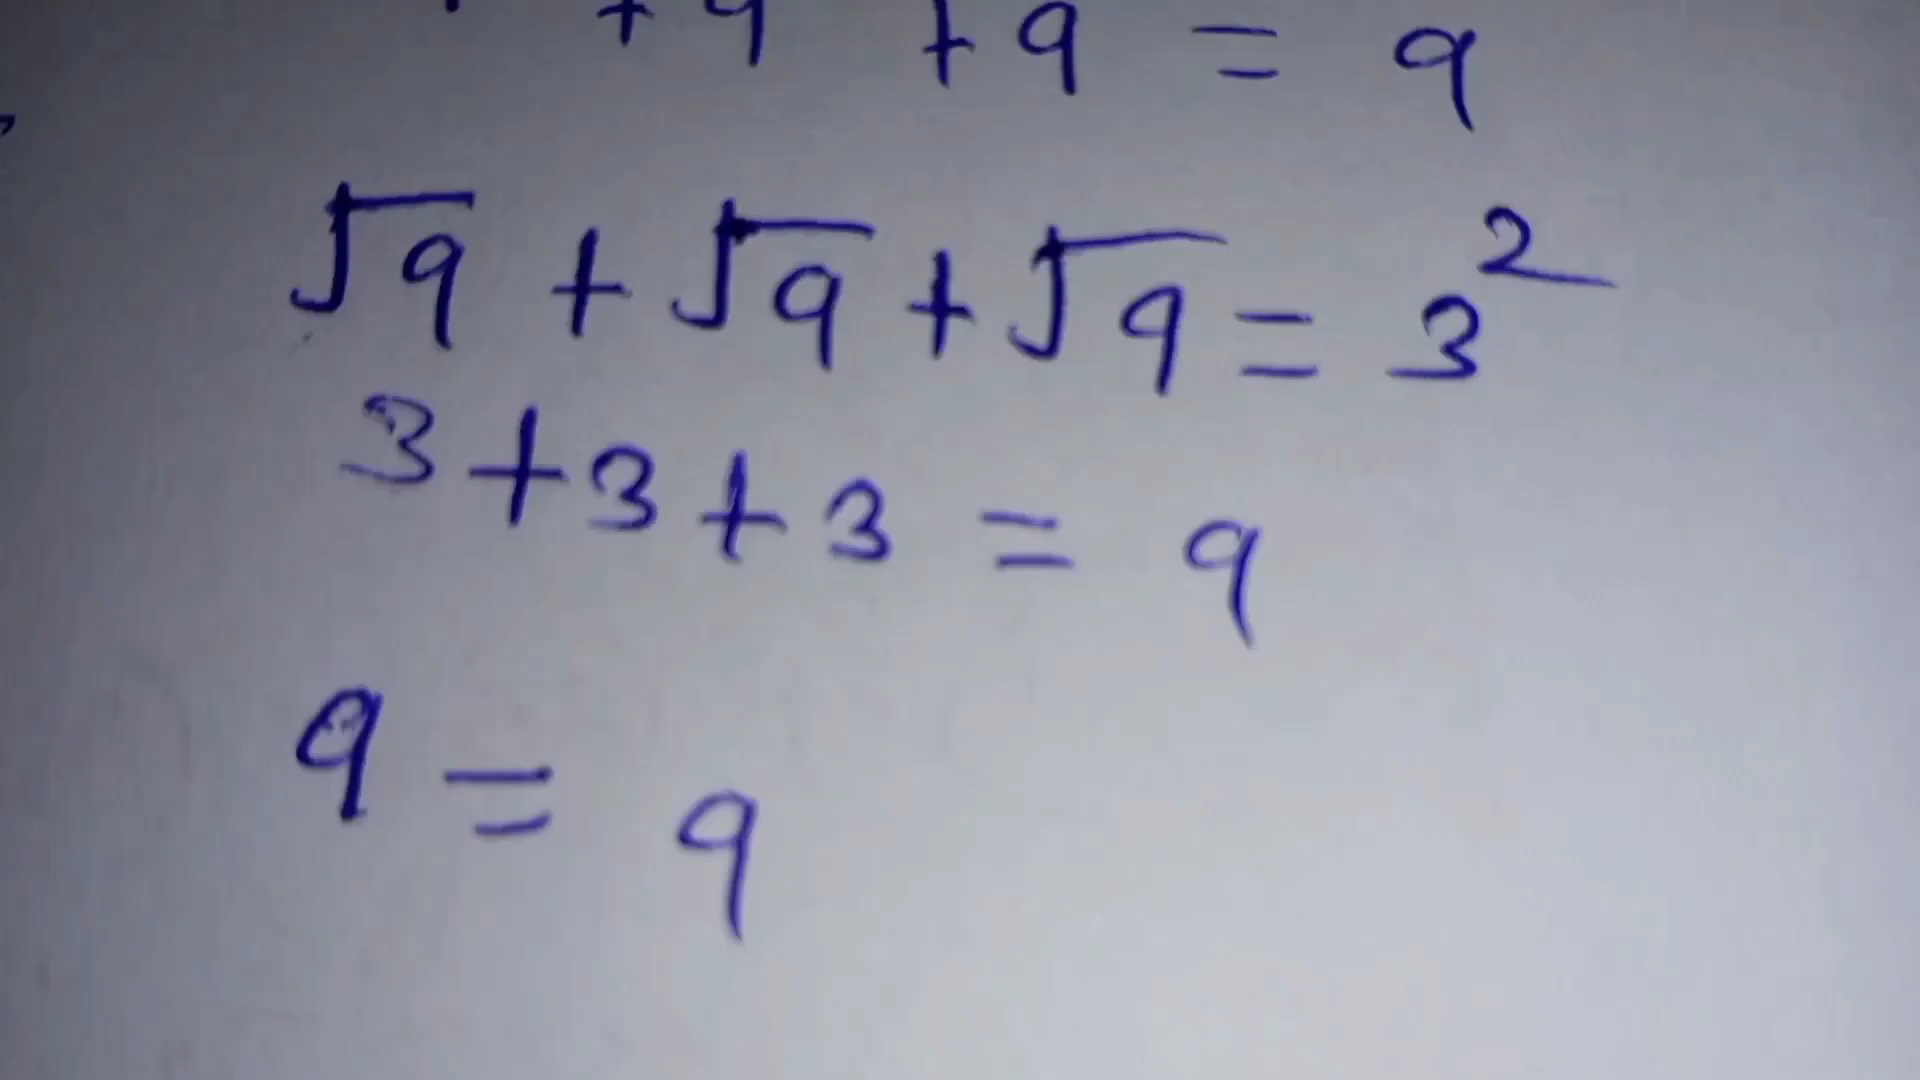 +9 +9 = 9
√9 + √9 + √9 = 3²
3 + 3 + 3 = 9
9 = 9